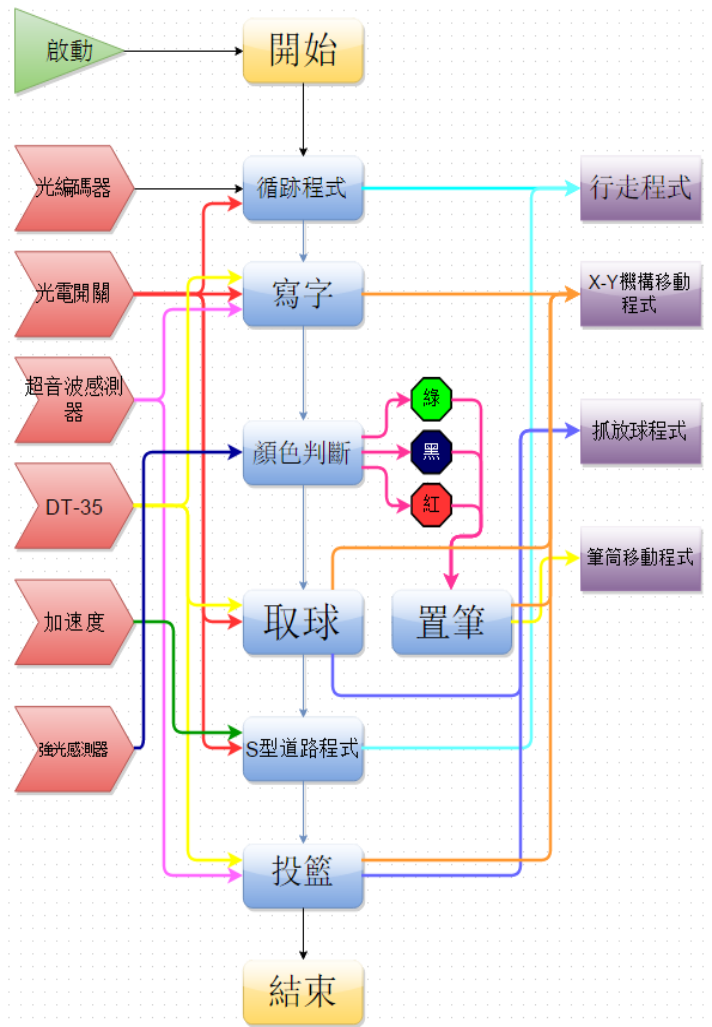 啟動
開始
光編碼器
循跡程式
行走程式
光電開關
寫字
X-Y機構移動
程式
超音波感測
器
綠
顏色判斷
黑
抓放球程式
紅
DT-35
筆筒移動程式
加速度
取球
置筆
強光感測器
S型道路程式
投籃
結束